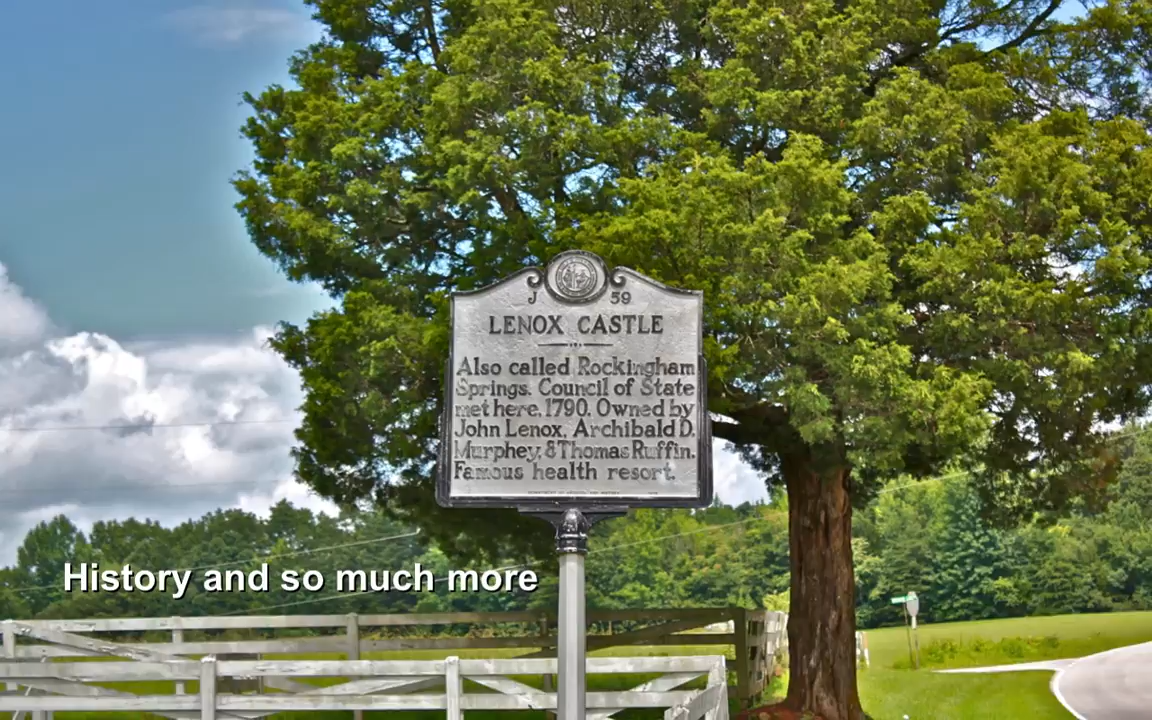 J 59
LENOX CASTLE
Also called Rockingham
Springs. Council of State
met here, 1790. Owned by
John Lenox, Archibald D.
Murphey, & Thomas Ruffin.
Famous health resort.
History and so much more